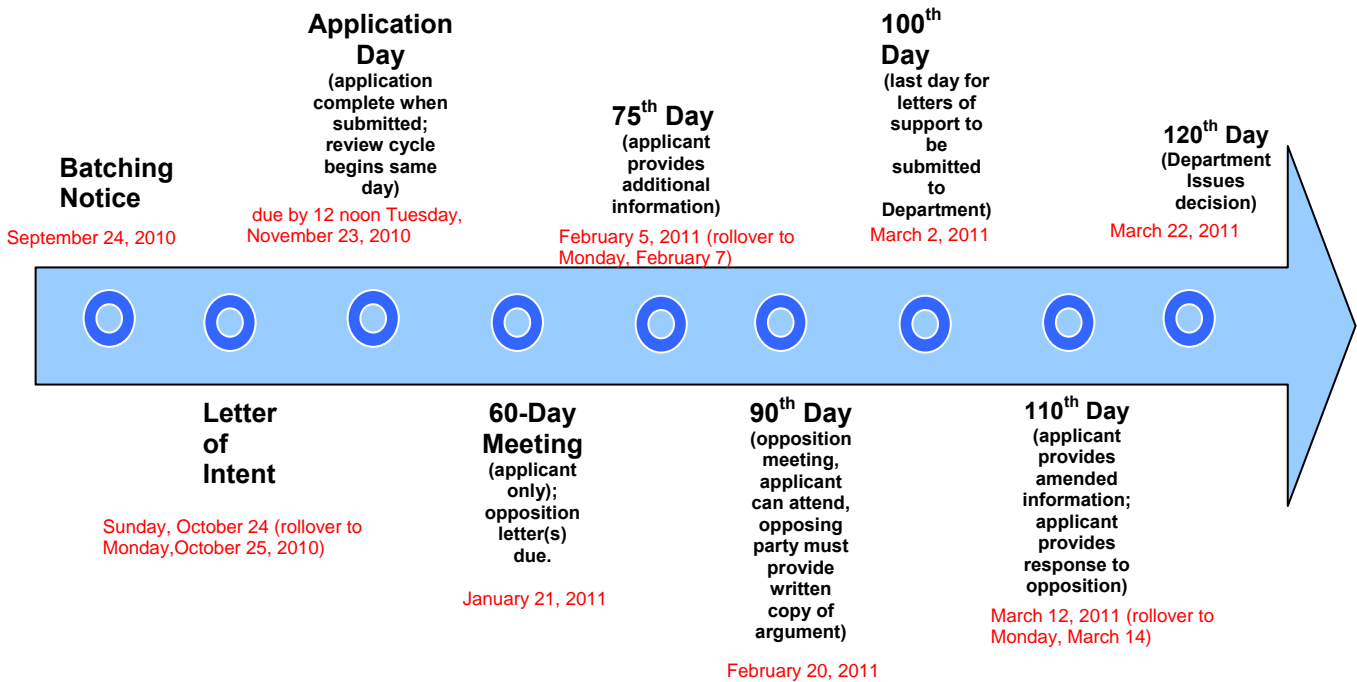 Batching
Notice
September 24, 2010
Letter
of
Intent
Sunday, October 24 (rollover to
Monday,October 25, 2010)
Application
Day
(application
complete when
submitted;
review cycle
begins same
day)
due by 12 noon Tuesday,
November 23, 2010
60-Day
Meeting
(applicant
only);
opposition
letter(s)
due.
January 21, 2011
75th Day
(applicant
provides
additional
information)
February 5, 2011 (rollover to
Monday, February 7)
90th Day
(opposition
meeting,
applicant
can attend,
opposing
party must
provide
written
copy of
argument)
February 20, 2011
100th
Day
(last day for
letters of
support to
be
submitted
to
Department)
March 2, 2011
110th Day
(applicant
provides
amended
information;
applicant
provides
response to
opposition)
March 12, 2011 (rollover to
Monday, March 14)
120th Day
(Department
Issues
decision)
March 22, 2011